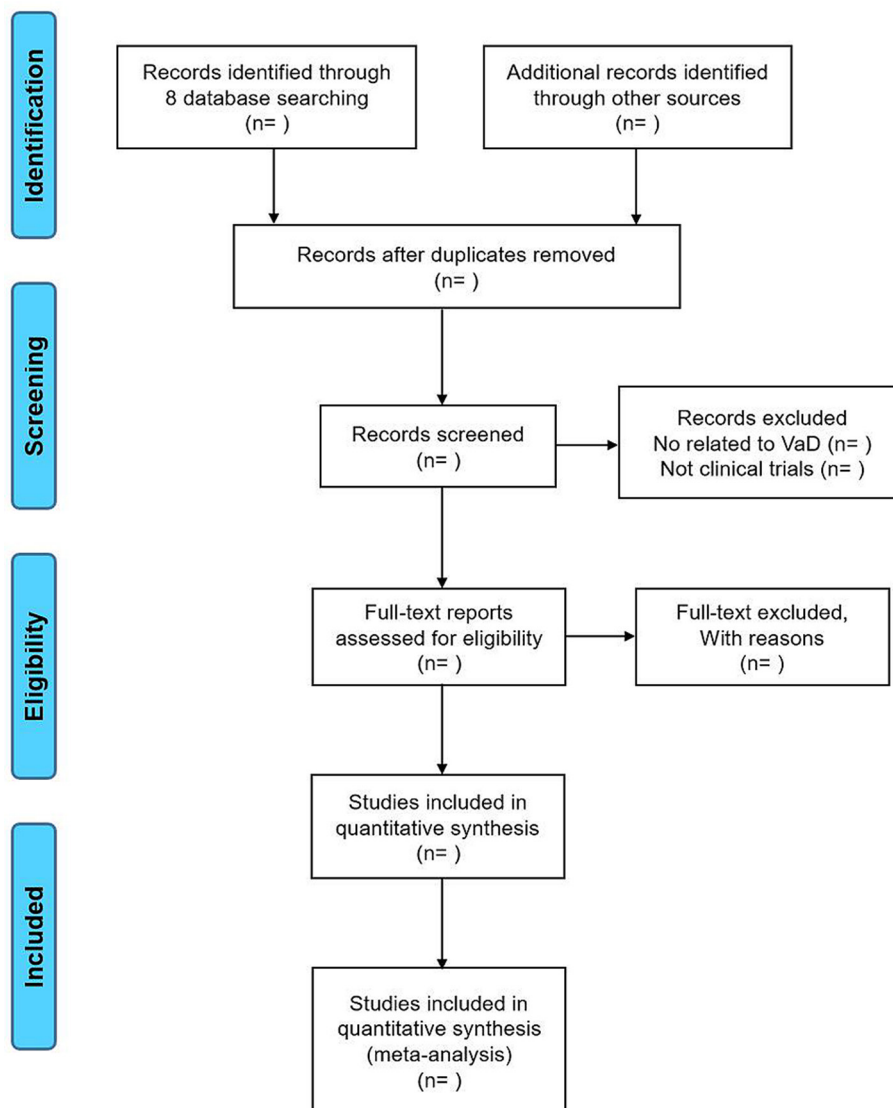 Identification
Records identified through
8 database searching
(n= )
Additional records identified
through other sources
(n= )
Records after duplicates removed
(n= )
Screening
Records screened
(n= )
Records excluded
No related to VaD (n= )
Not clinical trials (n= )
Eligibility
Full-text reports
assessed for eligibility
(n= )
Full-text excluded,
With reasons
(n= )
Included
Studies included in
quantitative synthesis
(n= )
Studies included in
quantitative synthesis
(meta-analysis)
(n= )